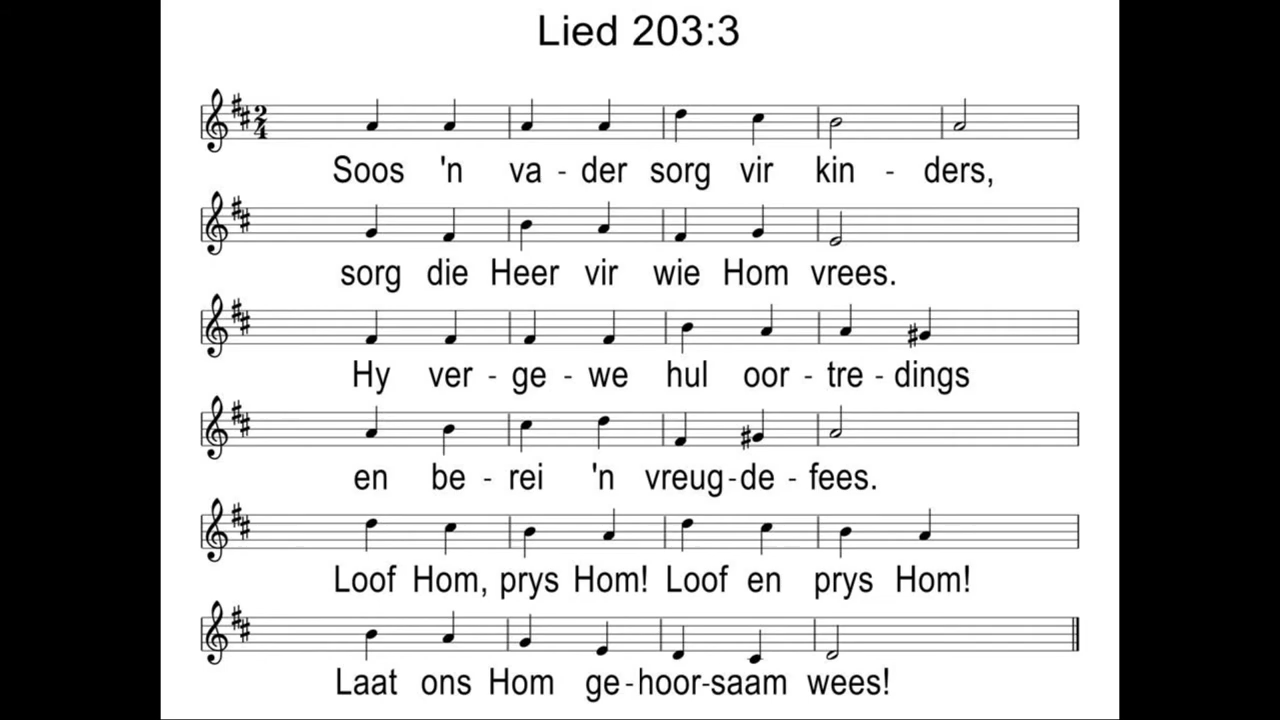 Lied 203:3
Soos 'n va - der sorg vir kin - ders,
sorg die Heer vir wie Hom vrees.
Hy ver - ge - we hul oor - tre - dings
en be - rei 'n vreug - de - fees.
Loof Hom, prys Hom! Loof en prys Hom!
Laat ons Hom ge - hoor - saam wees!